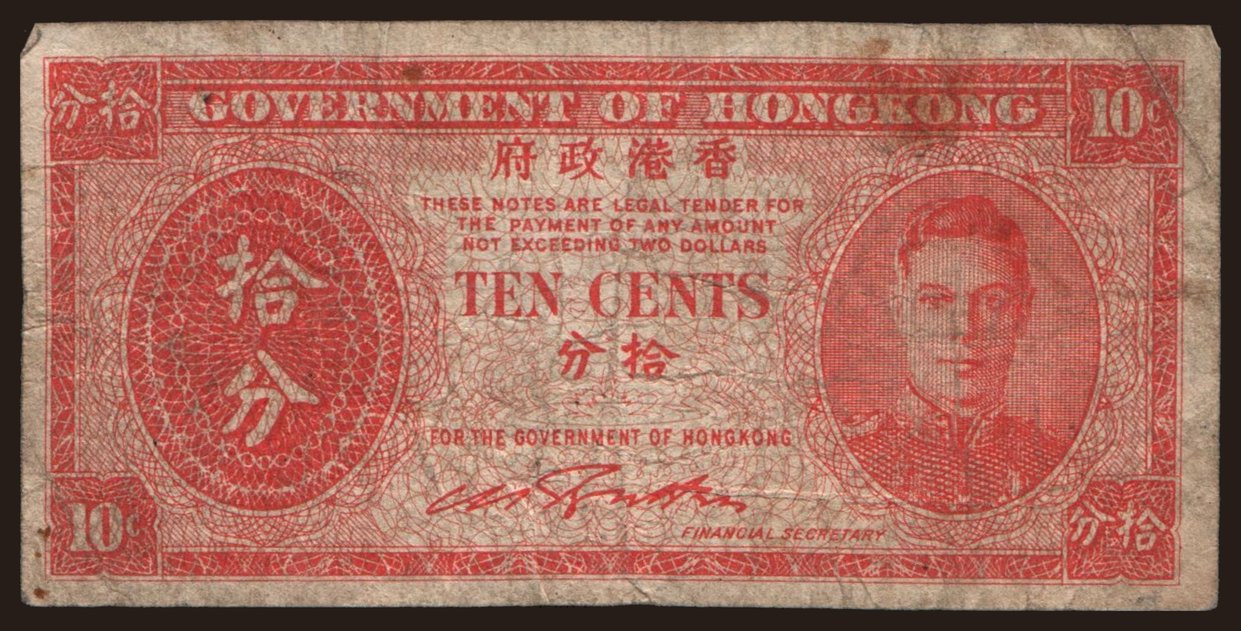 分拾
GOVERNMENT OF HONGKONG
10¢
府政港香
THESE NOTES ARE LEGAL TENDER FOR
THE PAYMENT OF ANY AMOUNT
NOT EXCEEDING TWO DOLLARS
拾分
TEN CENTS
分拾
FOR THE GOVERNMENT OF HONGKONG
FINANCIAL SECRETARY
10¢
分拾